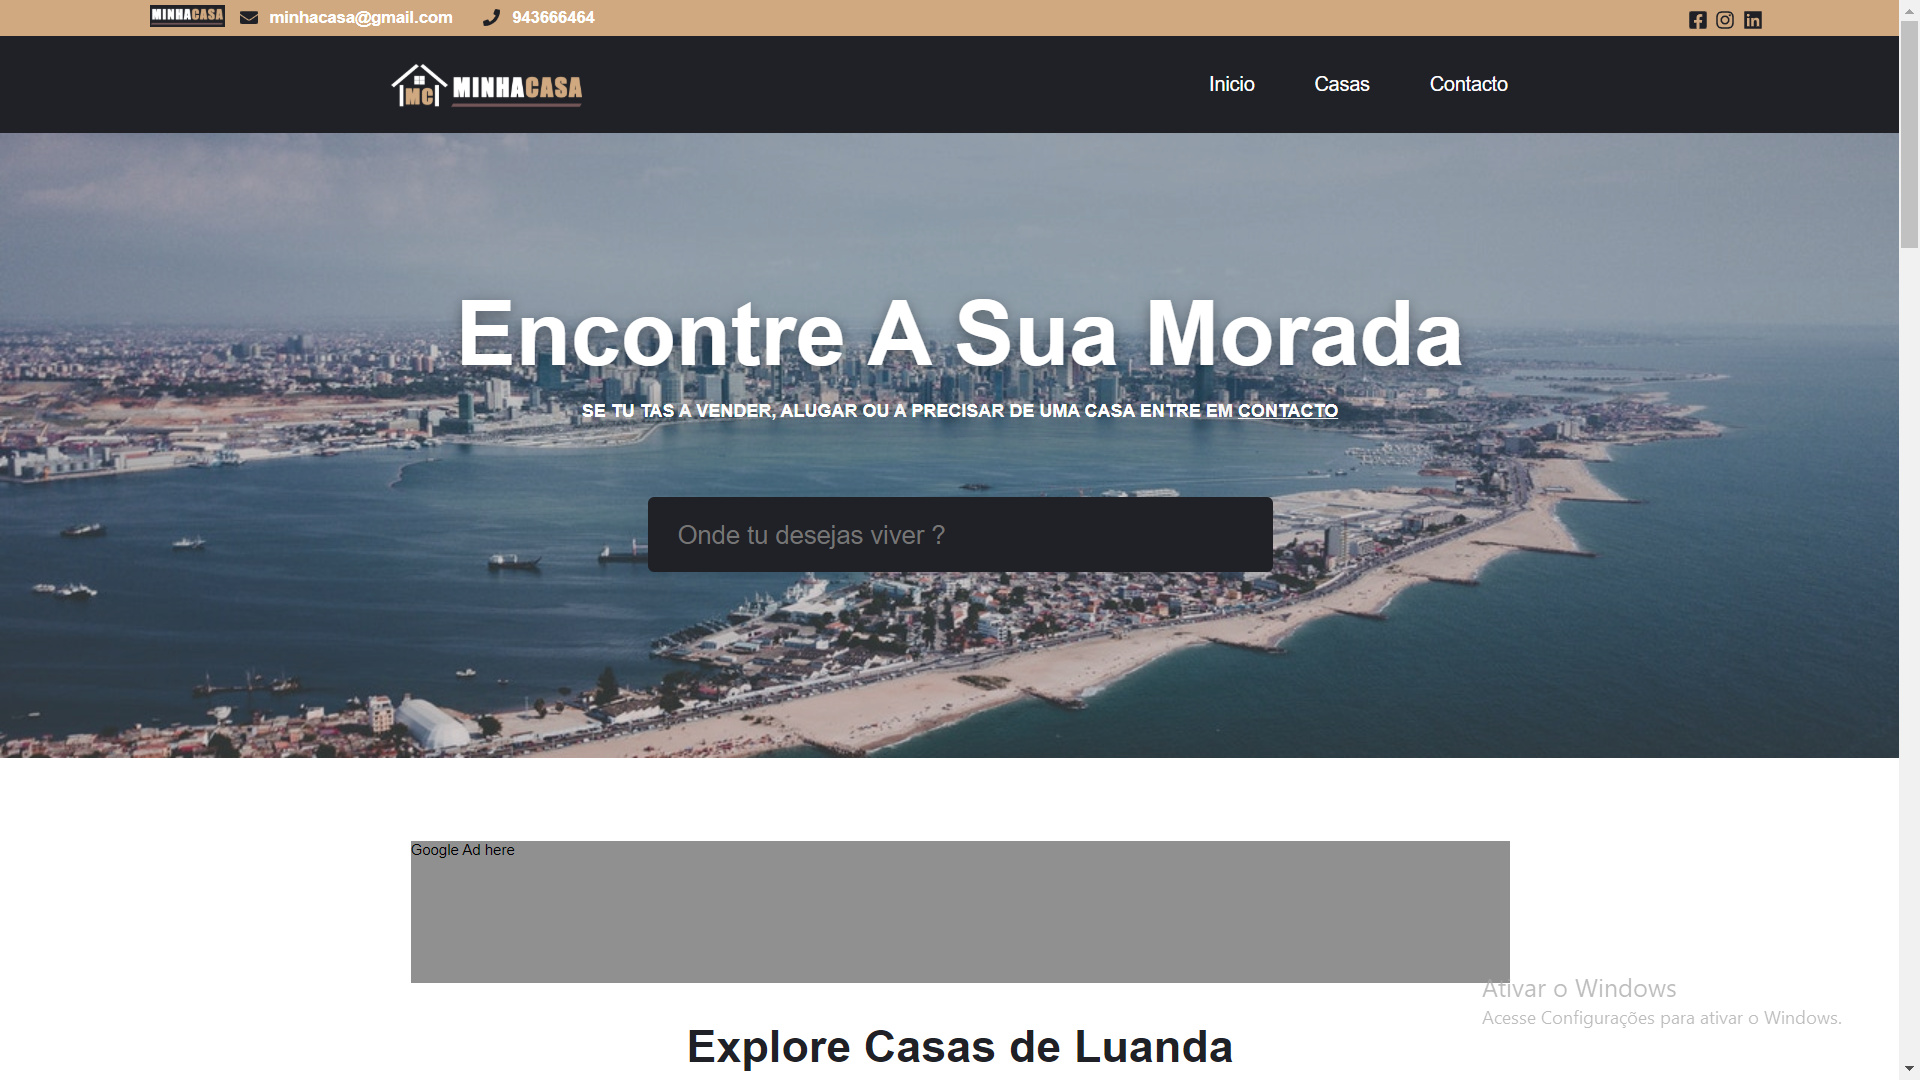 MINHACASA
minhacasa@gmail.com
943666464
MC MINHACASA
Inicio
Casas
Contacto
Encontre A Sua Morada
SE TU TAS A VENDER, ALUGAR OU A PRECISAR DE UMA CASA ENTRE EM CONTACTO
Onde tu desejas viver ?
Google Ad here
Ativar o Windows
Acesse Configurações para ativar o Windows.
Explore Casas de Luanda